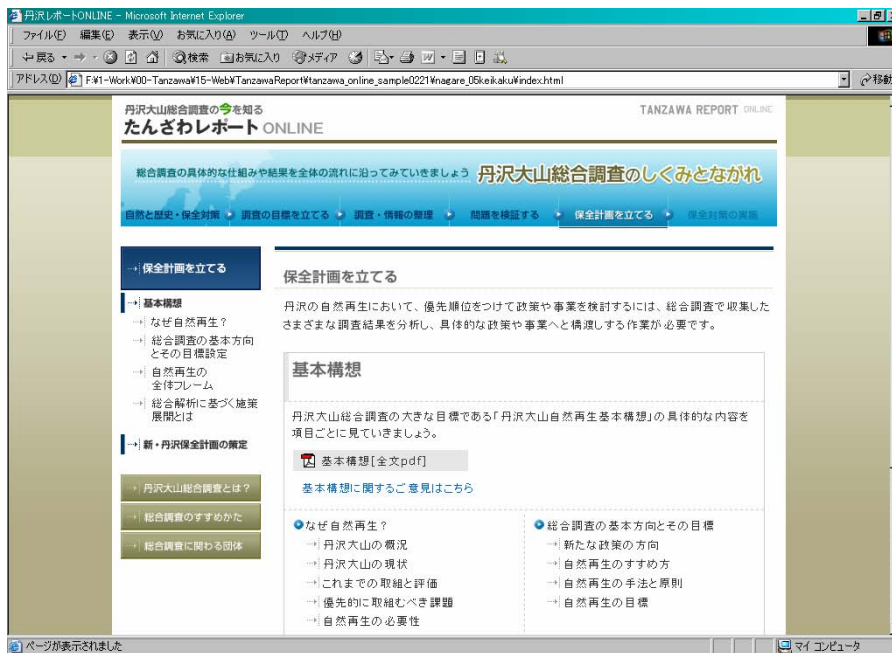 丹沢レポートONLINE - Microsoft Internet Explorer
ファイル(F) 編集(E) 表示(V) お気に入り(A) ツール(T) ヘルプ(H)
戻る 検索 お気に入り メディア
アドレス(D) F:¥1-Work¥00-Tanzawa¥15-Web¥TanzawaReport¥tanzawa_online_sample0221¥nagare_05keikaku¥index.html 移動
丹沢大山総合調査の今を知る
たんざわレポート ONLINE
TANZAWA REPORT ONLINE
総合調査の具体的な仕組みや結果を全体の流れに沿ってみていきましょう 丹沢大山総合調査のしくみとながれ
自然と歴史・保全対策 調査の目標を立てる 調査・情報の整理 問題を検証する 保全計画を立てる 保全対策の実施
保全計画を立てる
基本構想
なぜ自然再生?
総合調査の基本方向
とその目標設定
自然再生の
全体フレーム
総合解析に基づく施策
展開とは
新・丹沢保全計画の策定
丹沢大山総合調査とは?
総合調査のすすめかた
総合調査に関わる団体
保全計画を立てる
丹沢の自然再生において、優先順位をつけて政策や事業を検討するには、総合調査で収集した
さまざまな調査結果を分析し、具体的な政策や事業へと橋渡しする作業が必要です。
基本構想
丹沢大山総合調査の大きな目標である「丹沢大山自然再生基本構想」の具体的な内容を
項目ごとに見ていきましょう。
基本構想[全文pdf]
基本構想に関するご意見はこちら
なぜ自然再生?
丹沢大山の概況
丹沢大山の現状
これまでの取組と評価
優先的に取組むべき課題
自然再生の必要性
総合調査の基本方向とその目標
新たな政策の方向
自然再生のすすめ方
自然再生の手法と原則
自然再生の目標
ページが表示されました
マイ コンピュータ